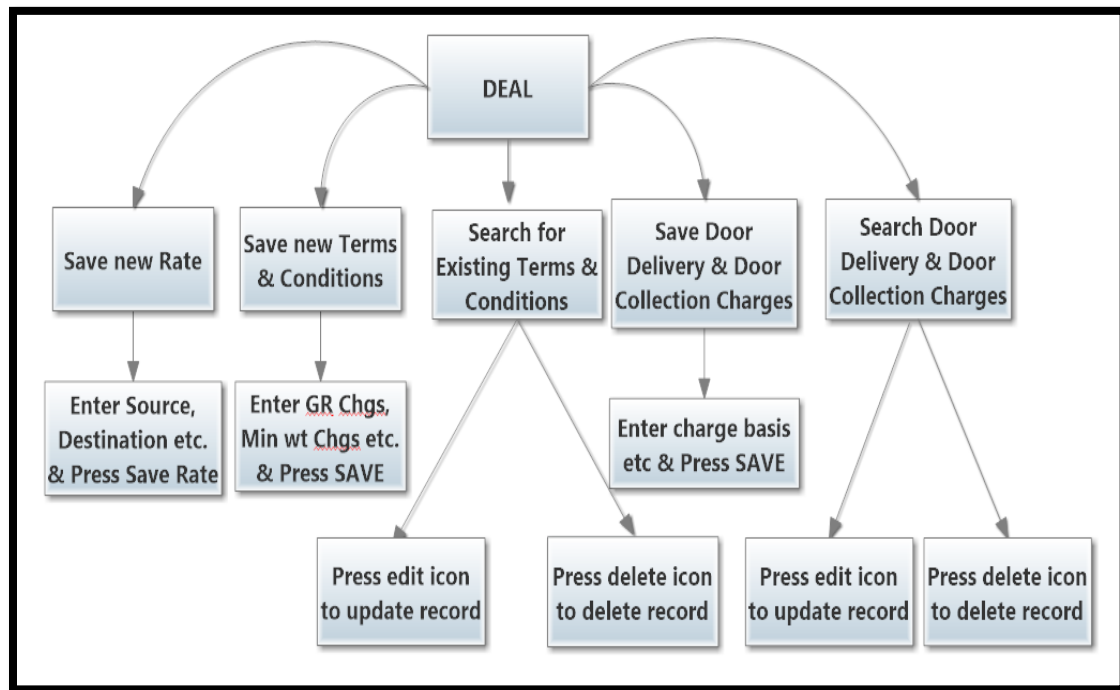 DEAL
Save new Rate
Save new Terms
& Conditions
Search for
Existing Terms &
Conditions
Save Door
Delivery & Door
Collection Charges
Search Door
Delivery & Door
Collection Charges
Enter Source,
Destination etc.
& Press Save Rate
Enter GR Chgs,
Min wt Chgs etc.
& Press SAVE
Enter charge basis
etc & Press SAVE
Press edit icon
to update record
Press delete icon
to delete record
Press edit icon
to update record
Press delete icon
to delete record